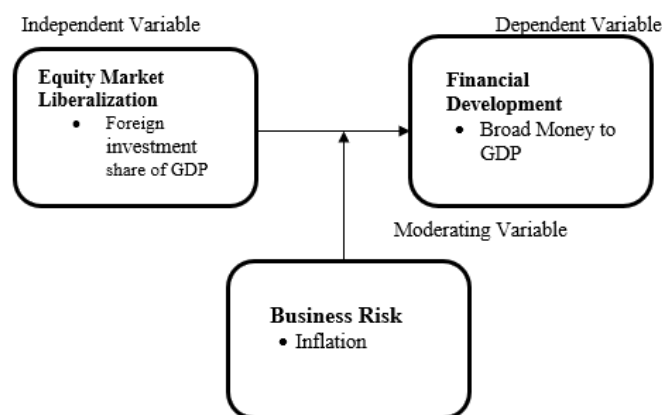 Independent Variable
Dependent Variable
Equity Market
Liberalization
• Foreign
investment
share of GDP
Financial
Development
• Broad Money to
GDP
Moderating Variable
Business Risk
• Inflation